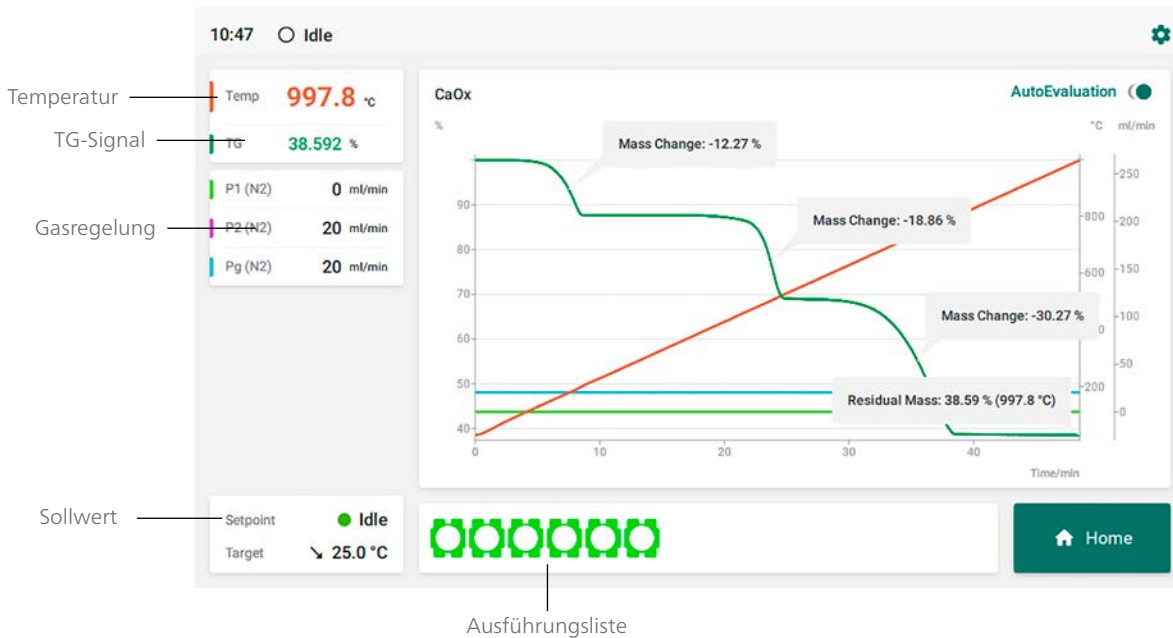 10:47 Idle
Temperatur
Temp 997.8 °C
TG-Signal
TG 38.592 %
P1 (N2) 0 ml/min
Gasregelung
P2 (N2) 20 ml/min
Pg (N2) 20 ml/min
CaOx
AutoEvaluation
%
°C ml/min
Mass Change: -12.27 %
Mass Change: -18.86 %
Mass Change: -30.27 %
Residual Mass: 38.59 % (997.8 °C)
90
80
70
60
50
40
800
600
200
250
200
150
100
50
0
0 10 20 30 40
Time/min
Sollwert
Setpoint Idle
Target 25.0 °C
Home
Ausführungsliste